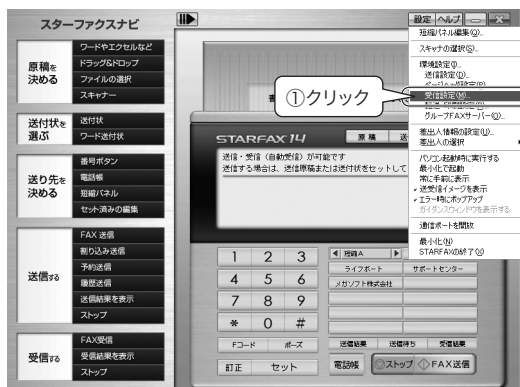 スターファクスナビ
原稿を決める
ワードやエクセルなど
ドラッグ&ドロップ
ファイルの選択
スキャナー
送付状を選ぶ
送付状
ワード送付状
送り先を決める
番号ボタン
電話帳
短縮パネル
セット済みの編集
送信する
FAX 送信
割り込み送信
予約送信
履歴送信
送信結果を表示
ストップ
受信する
FAX受信
受信結果を表示
ストップ
設定 ヘルプ
短縮パネル編集(Q)...
スキャナの選択(S)...
環境設定(I)...
送信設定(D)...
受信設定(M)...
グループFAXサーバー(O)...
差出人情報の設定(U)...
差出人の選択
パソコン起動時に実行する
最小化で起動
常に手前に表示
送受信イメージを表示
エラー時にポップアップ
ガイダンスウィンドウを表示する
通信ポートを開放
最小化(N)
STARFAXの終了(X)
①クリック
STARFAX 14
原 稿
送信・受信（自動受信）が可能です
送信する場合は、送信原稿または送付状をセットして
1 2 3
4 5 6
7 8 9
* 0 #
Fコード ポーズ
訂正 セット
短縮A
ライフボート サポートセンター
メガソフト株式会社
送信結果 送信待ち 受信結果
電話帳 ストップ FAX送信